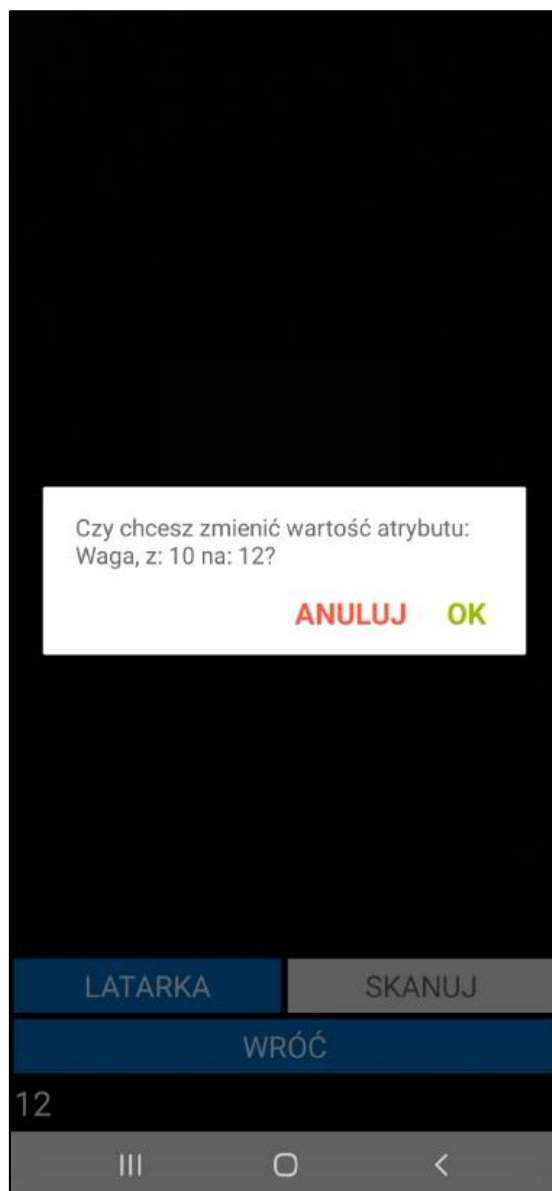 Czy chcesz zmienić wartość atrybutu:
Waga, z: 10 na: 12?
ANULUJ OK
LATARKA SKANUJ
WRÓĆ
12